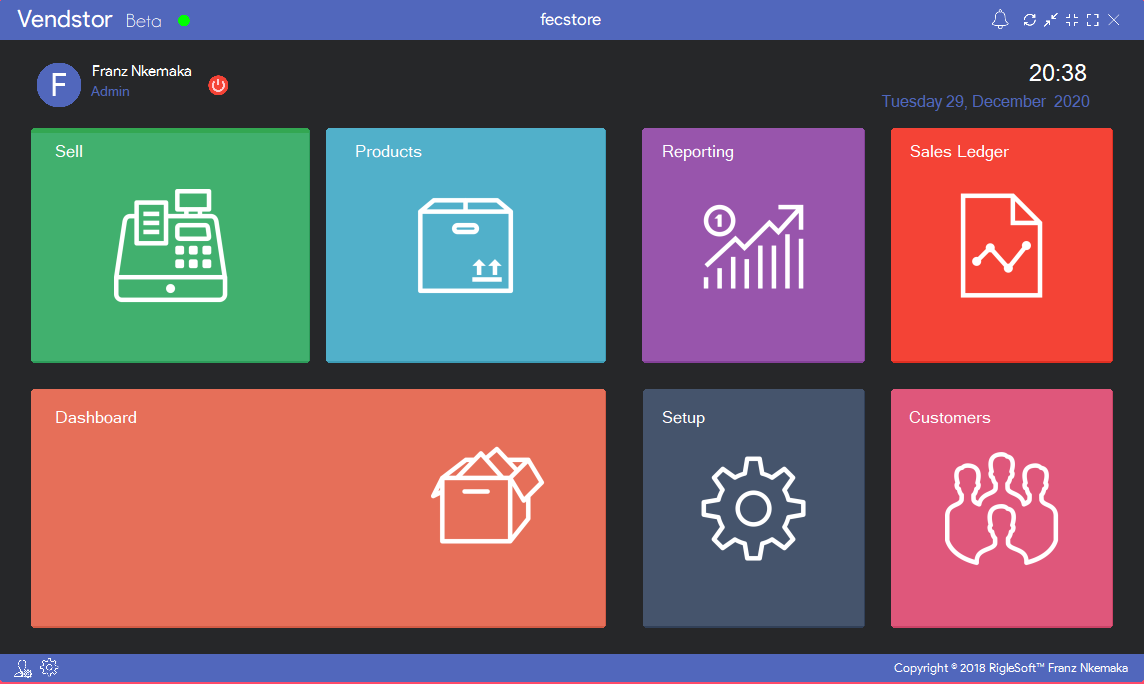 Vendstor Beta
fecstore
F
Franz Nkemaka
Admin
20:38
Tuesday 29, December 2020
Sell
Products
Reporting
Sales Ledger
1
Dashboard
Setup
Customers
Copyright © 2018 RigleSoft™ Franz Nkemaka